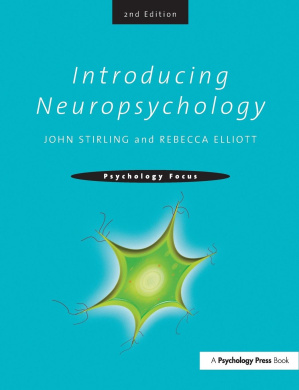 2nd Edition
Introducing
Neuropsychology
JOHN STIRLING and REBECCA ELLIOTT
Psychology Focus
A Psychology Press Book